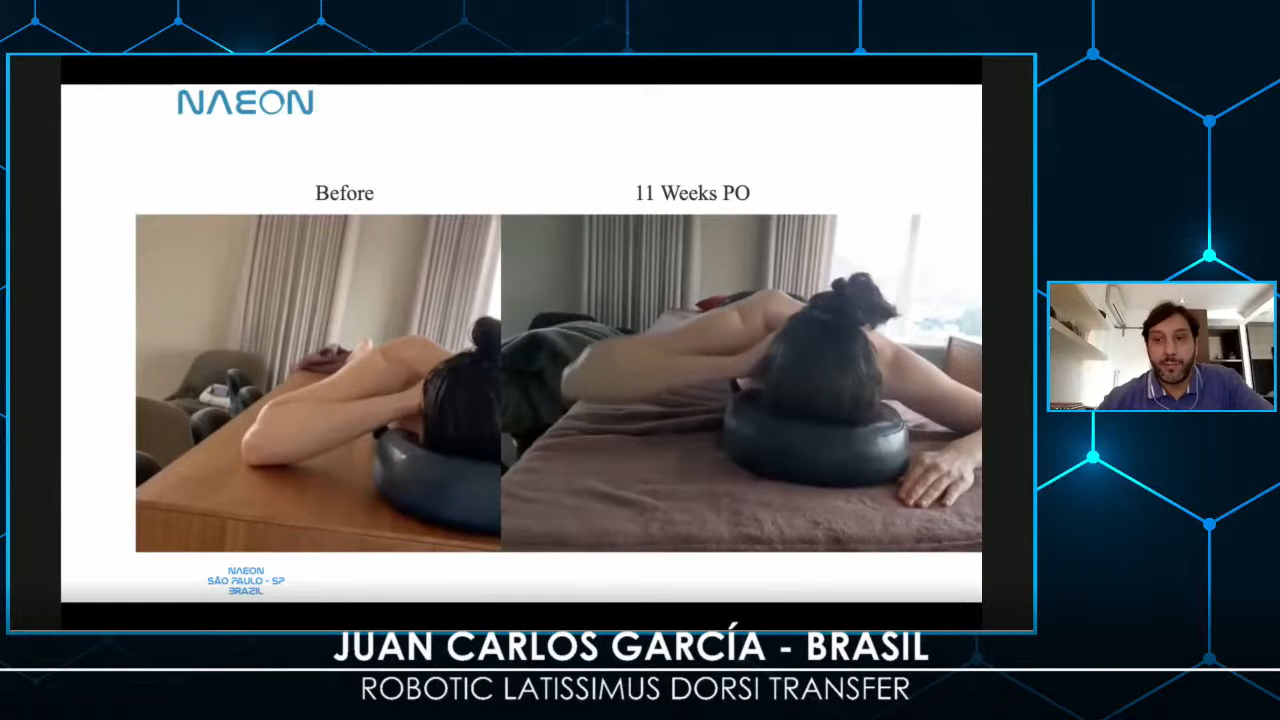 NAEON
Before
11 Weeks PO
NAEON
SÃO PAULO - SP
BRAZIL
JUAN CARLOS GARCÍA - BRASIL
ROBOTIC LATISSIMUS DORSI TRANSFER